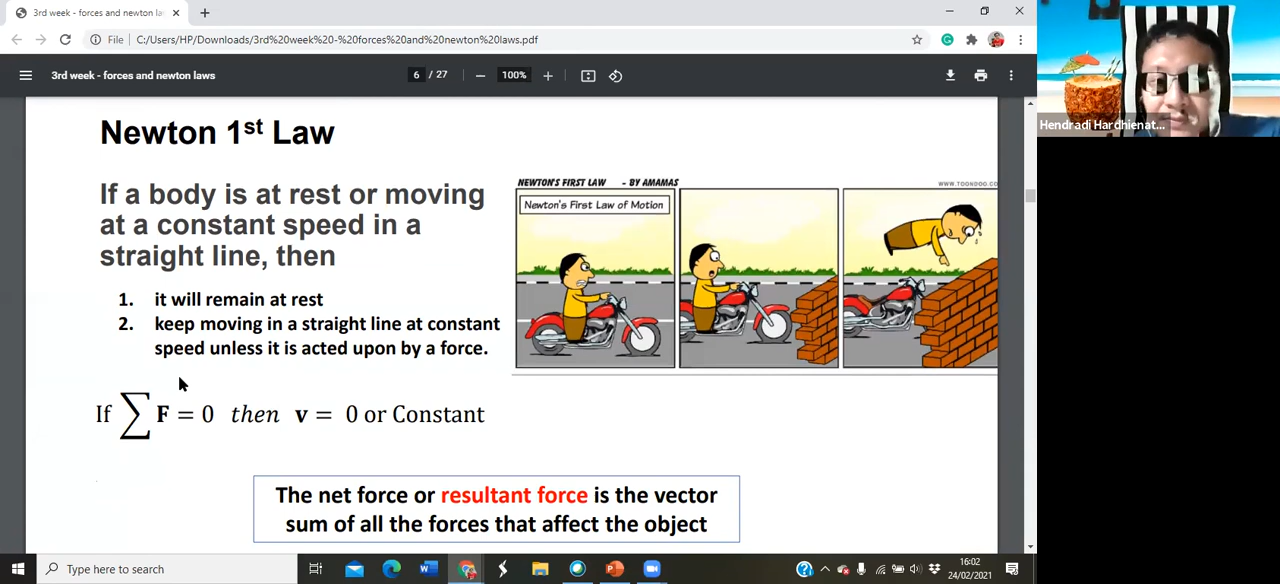 3rd week - forces and newton la
File
C:/Users/HP/Downloads/3rd%20week%20-%20forces%20and%20newton%20laws.pdf
3rd week - forces and newton laws
6 / 27
100%
Hendradi Hardhienat...
Newton 1st Law
If a body is at rest or moving
at a constant speed in a
straight line, then
1. it will remain at rest
2. keep moving in a straight line at constant
speed unless it is acted upon by a force.
If ∑ F = 0 then v = 0 or Constant
NEWTON'S FIRST LAW - BY AMAMAS
WWW.TOONDOO.CO
Newton's First Law of Motion
The net force or resultant force is the vector
sum of all the forces that affect the object
Type here to search
16:02
24/02/2021